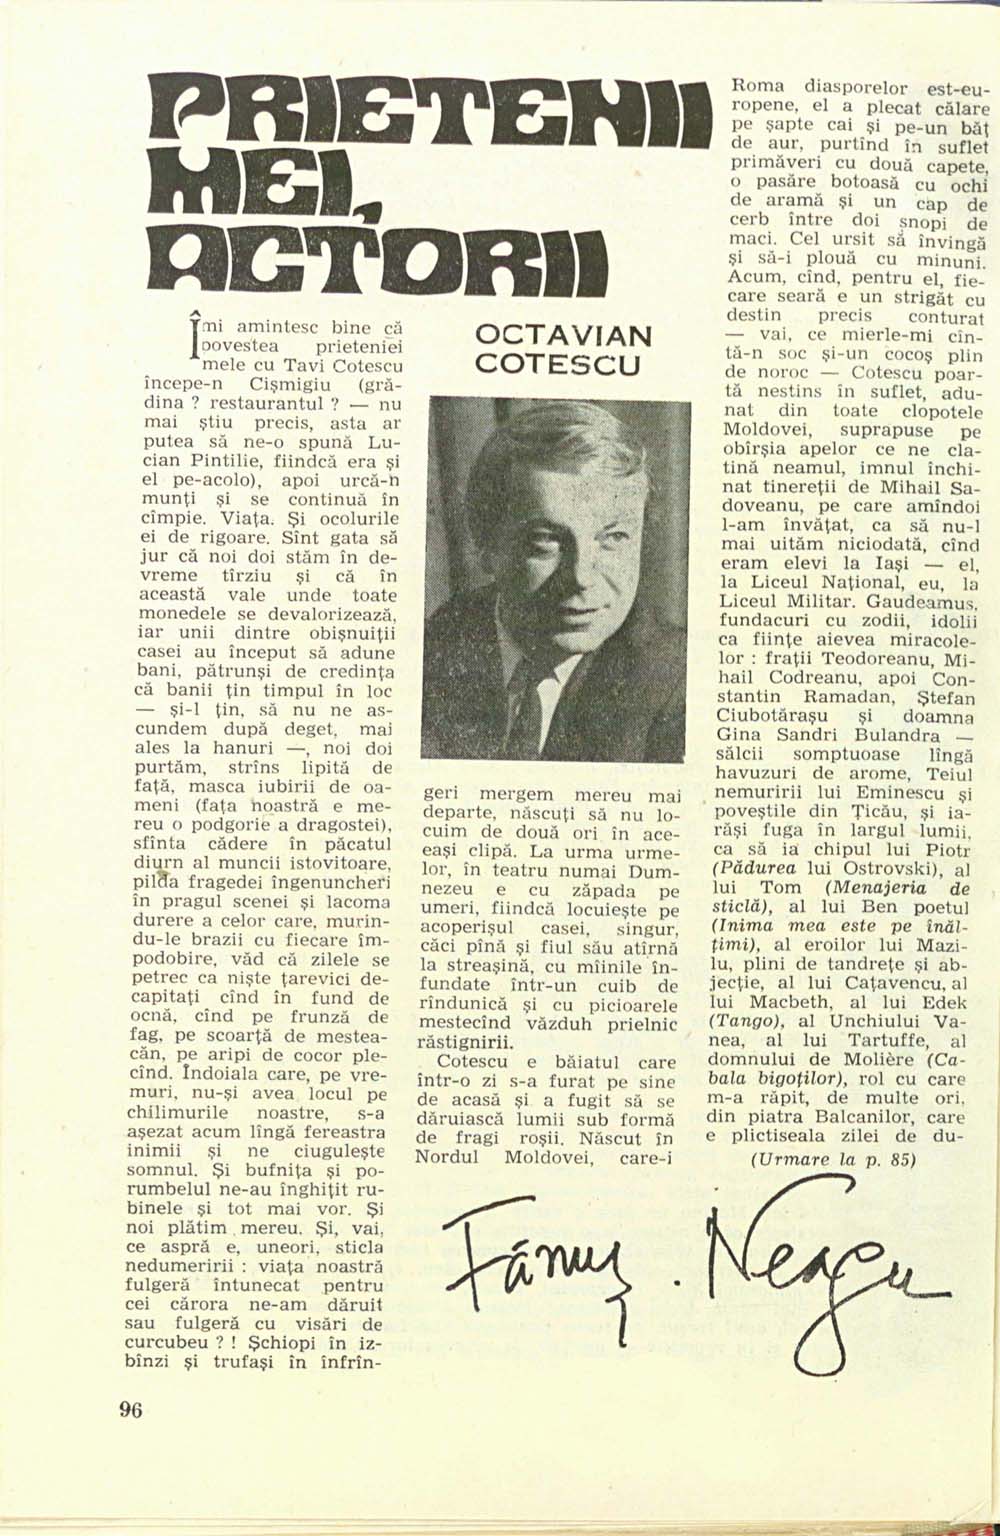 PRIETENII
MEI,
ACTORII
OCTAVIAN
COTESCU
Îmi amintesc bine că
povestea prieteniei
mele cu Tavi Cotescu
începe-n Cişmigiu (gră-
dina ? restaurantul ? — nu
mai ştiu precis, asta ar
putea să ne-o spună Lu-
cian Pintilie, fiindcă era şi
el pe-acolo), apoi urcă-n
munţi şi se continuă în
cîmpie. Viaţa. Şi ocolurile
ei de rigoare. Sînt gata să
jur că noi doi stăm în de-
vreme tîrziu şi că în
această vale unde toate
monedele se devalorizează,
iar unii dintre obişnuiţii
casei au început să adune
bani, pătrunşi de credinţa
că banii ţin timpul în loc
— şi-l ţin, să nu ne as-
cundem după deget, mai
ales la hanuri —, noi doi
purtăm, strîns lipită de
faţă, masca iubirii de oa-
meni (faţa noastră e me-
reu o podgorie a dragostei),
sfînta cădere în păcatul
diurn al muncii istovitoare,
pilda fragedei îngenuncheri
în pragul scenei şi lacoma
durere a celor care, murin-
du-le brazii cu fiecare îm-
podobire, văd că zilele se
petrec ca nişte ţarevici de-
capitaţi cînd în fund de
ocnă, cînd pe frunză de
fag, pe scoarţă de mestea-
căn, pe aripi de cocor ple-
cînd. Îndoiala care, pe vre-
muri, nu-şi avea locul pe
chilimurile noastre, s-a
aşezat acum lîngă fereastra
inimii şi ne ciuguleşte
somnul. Şi bufniţa şi po-
rumbelul ne-au înghiţit ru-
binele şi tot mai vor. Şi
noi plătim mereu. Şi, vai,
ce aspră e, uneori, sticla
nedumeririi : viaţa noastră
fulgeră întunecat pentru
cei cărora ne-am dăruit
sau fulgeră cu visări de
curcubeu ? ! Şchiopi în iz-
bînzi şi trufaşi în înfrîn-
geri mergem mereu mai
departe, născuţi să nu lo-
cuim de două ori în ace-
eaşi clipă. La urma urme-
lor, în teatru numai Dum-
nezeu e cu zăpada pe
umeri, fiindcă locuieşte pe
acoperişul casei, singur,
căci pînă şi fiul său atîrnă
la streaşină, cu mîinile în-
fundate într-un cuib de
rîndunică şi cu picioarele
mestecînd văzduh prielnic
răstignirii.
Cotescu e băiatul care
într-o zi s-a furat pe sine
de acasă şi a fugit să se
dăruiască lumii sub formă
de fragi roşii. Născut în
Nordul Moldovei, care-i
Roma diasporelor est-eu-
ropene, el a plecat călare
pe şapte cai şi pe-un băţ
de aur, purtînd în suflet
primăveri cu două capete,
o pasăre botoasă cu ochi
de aramă şi un cap de
cerb între doi snopi de
maci. Cel ursit să învingă
şi să-i plouă cu minuni.
Acum, cînd, pentru el, fie-
care seară e un strigăt cu
destin precis conturat
— vai, ce mierle-mi cîn-
tă-n soc şi-un cocoş plin
de noroc — Cotescu poar-
tă nestins în suflet, adu-
nat din toate clopotele
Moldovei, suprapuse pe
obîrşia apelor ce ne cla-
tină neamul, imnul închi-
nat tinereţii de Mihail Sa-
doveanu, pe care amîndoi
l-am învăţat, ca să nu-l
mai uităm niciodată, cînd
eram elevi la Iaşi — el,
la Liceul Naţional, eu, la
Liceul Militar. Gaudeamus,
fundacuri cu zodii, idolii
ca fiinţe aievea miracole-
lor : fraţii Teodoreanu, Mi-
hail Codreanu, apoi Con-
stantin Ramadan, Ştefan
Ciubotăraşu şi doamna
Gina Sandri Bulandra —
sălcii somptuoase lîngă
havuzuri de arome, Teiul
nemuririi lui Eminescu şi
poveştile din Ţicău, şi ia-
răşi fuga în largul lumii,
ca să ia chipul lui Piotr
(Pădurea lui Ostrovski), al
lui Tom (Menajeria de
sticlă), al lui Ben poetul
(Inima mea este pe înăl-
ţimi), al eroilor lui Mazi-
lu, plini de tandreţe şi ab-
jecţie, al lui Caţavencu, al
lui Macbeth, al lui Edek
(Tango), al Unchiului Va-
nea, al lui Tartuffe, al
domnului de Molière (Ca-
bala bigoţilor), rol cu care
m-a răpit, de multe ori,
din piatra Balcanilor, care
e plictiseala zilei de du-
(Urmare la p. 85)
Fănuş Neagu
96